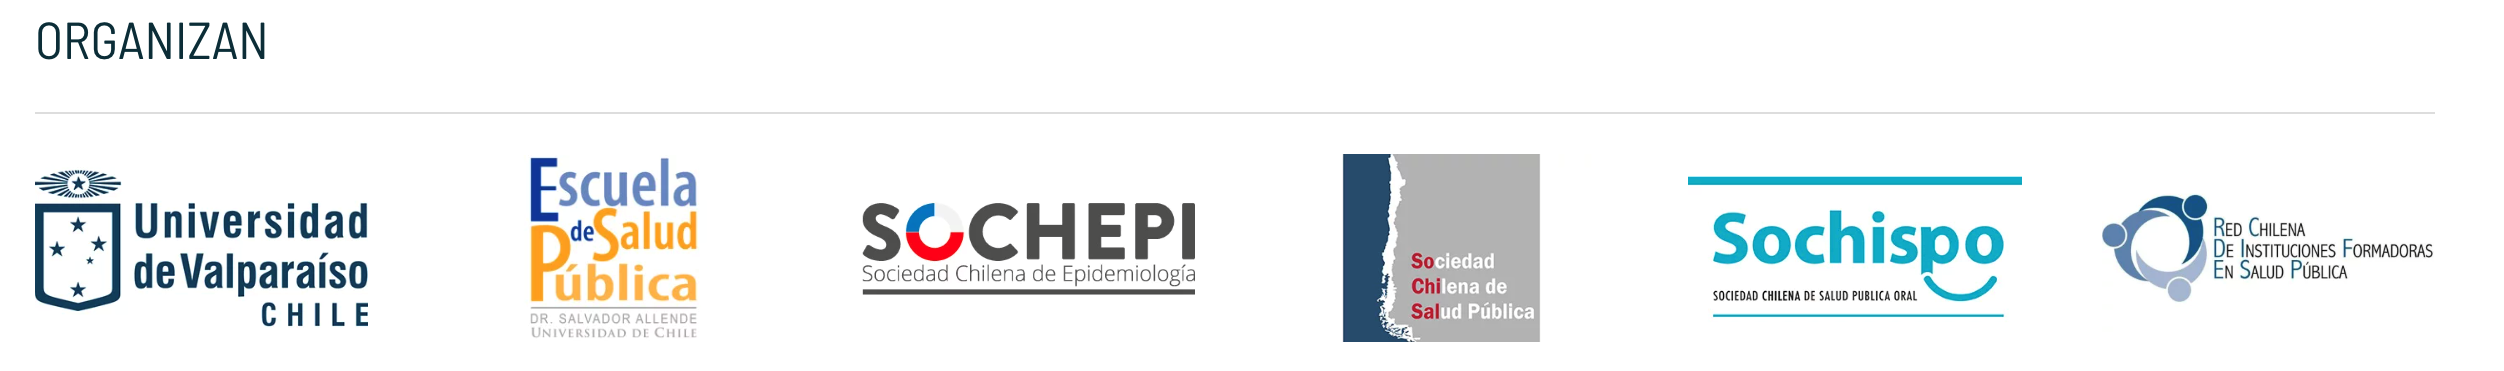 ORGANIZAN
Universidad
de Valparaíso
CHILE
Escuela
de Salud
Pública
DR. SALVADOR ALLENDE
UNIVERSIDAD DE CHILE
SOCHEPI
Sociedad Chilena de Epidemiología
Sociedad
Chilena de
Salud Pública
Sochispo
SOCIEDAD CHILENA DE SALUD PUBLICA ORAL
RED CHILENA
DE INSTITUCIONES FORMADORAS
EN SALUD PÚBLICA